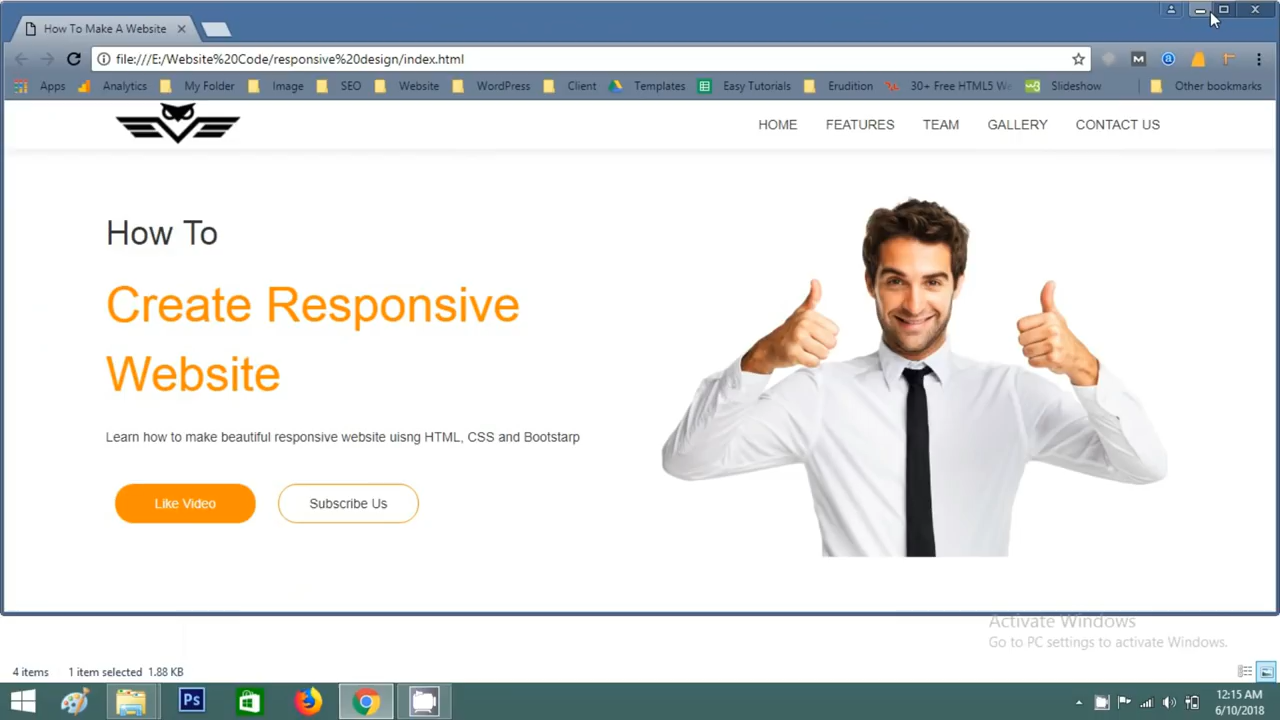 How To Make A Website
file:///E:/Website%20Code/responsive%20design/index.html
Apps Analytics My Folder Image SEO Website WordPress Client Templates Easy Tutorials Erudition 30+ Free HTML5 We Slideshow Other bookmarks
HOME FEATURES TEAM GALLERY CONTACT US
How To
Create Responsive
Website
Learn how to make beautiful responsive website uisng HTML, CSS and Bootstarp
Like Video Subscribe Us
Activate Windows
Go to PC settings to activate Windows.
4 items 1 item selected 1.88 KB
Ps
12:15 AM
6/10/2018